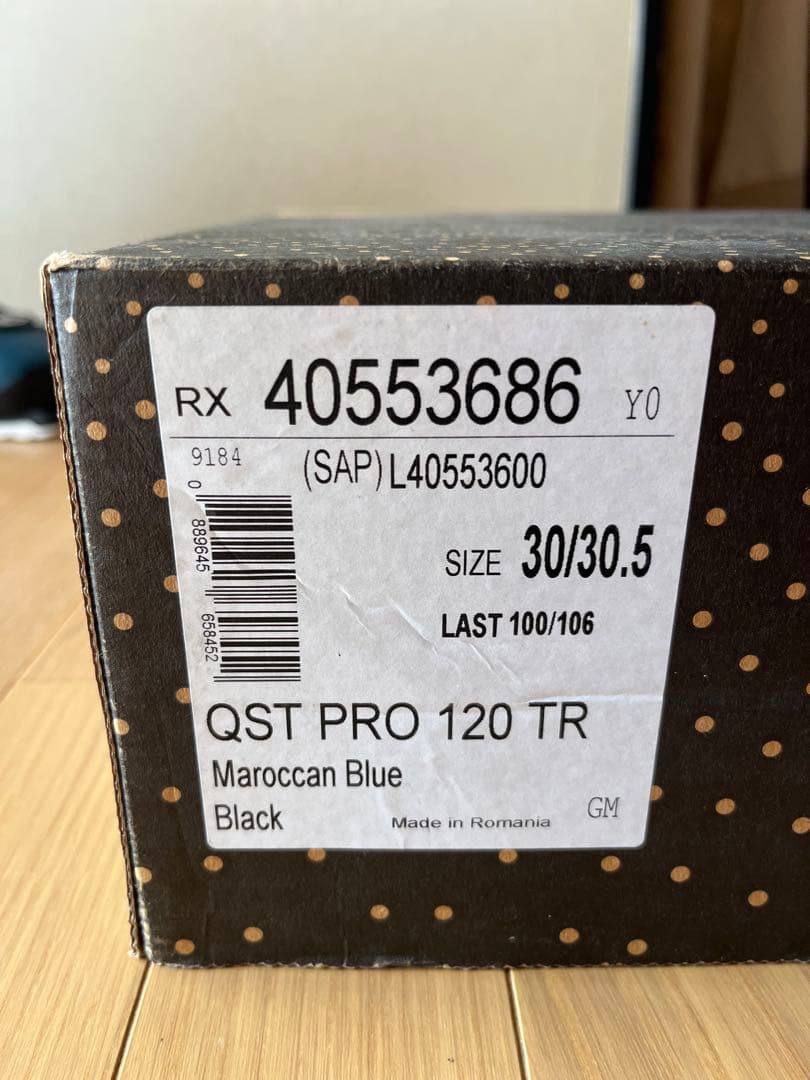 RX 40553686 Y0
9184 (SAP) L40553600
0 889645 658452
SIZE 30/30.5
LAST 100/106
QST PRO 120 TR
Maroccan Blue
Black Made in Romania GM